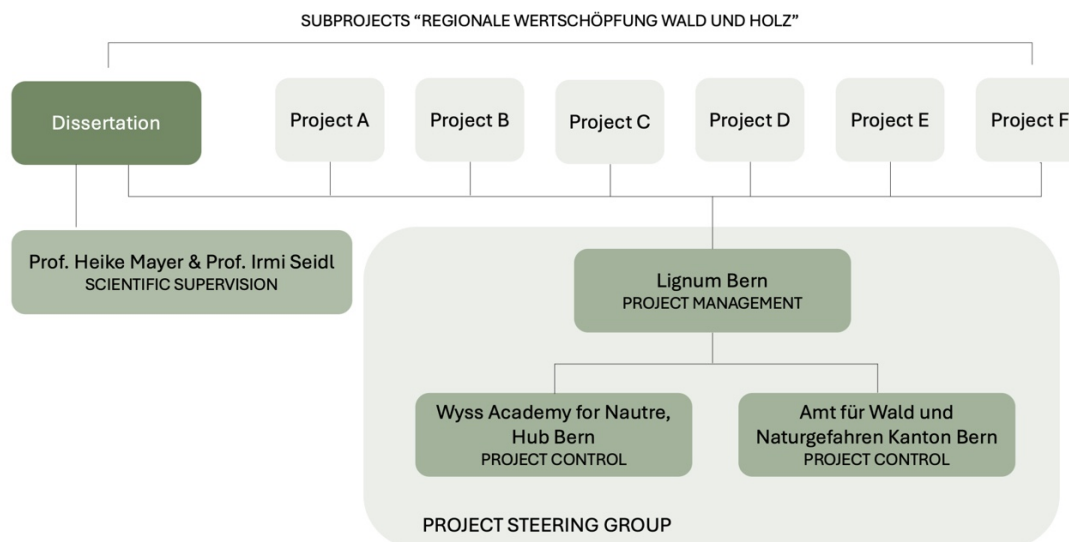 SUBPROJECTS “REGIONALE WERTSCHÖPFUNG WALD UND HOLZ”
Dissertation
Project A
Project B
Project C
Project D
Project E
Project F
Prof. Heike Mayer & Prof. Irmi Seidl
SCIENTIFIC SUPERVISION
Lignum Bern
PROJECT MANAGEMENT
Wyss Academy for Nautre,
Hub Bern
PROJECT CONTROL
Amt für Wald und
Naturgefahren Kanton Bern
PROJECT CONTROL
PROJECT STEERING GROUP